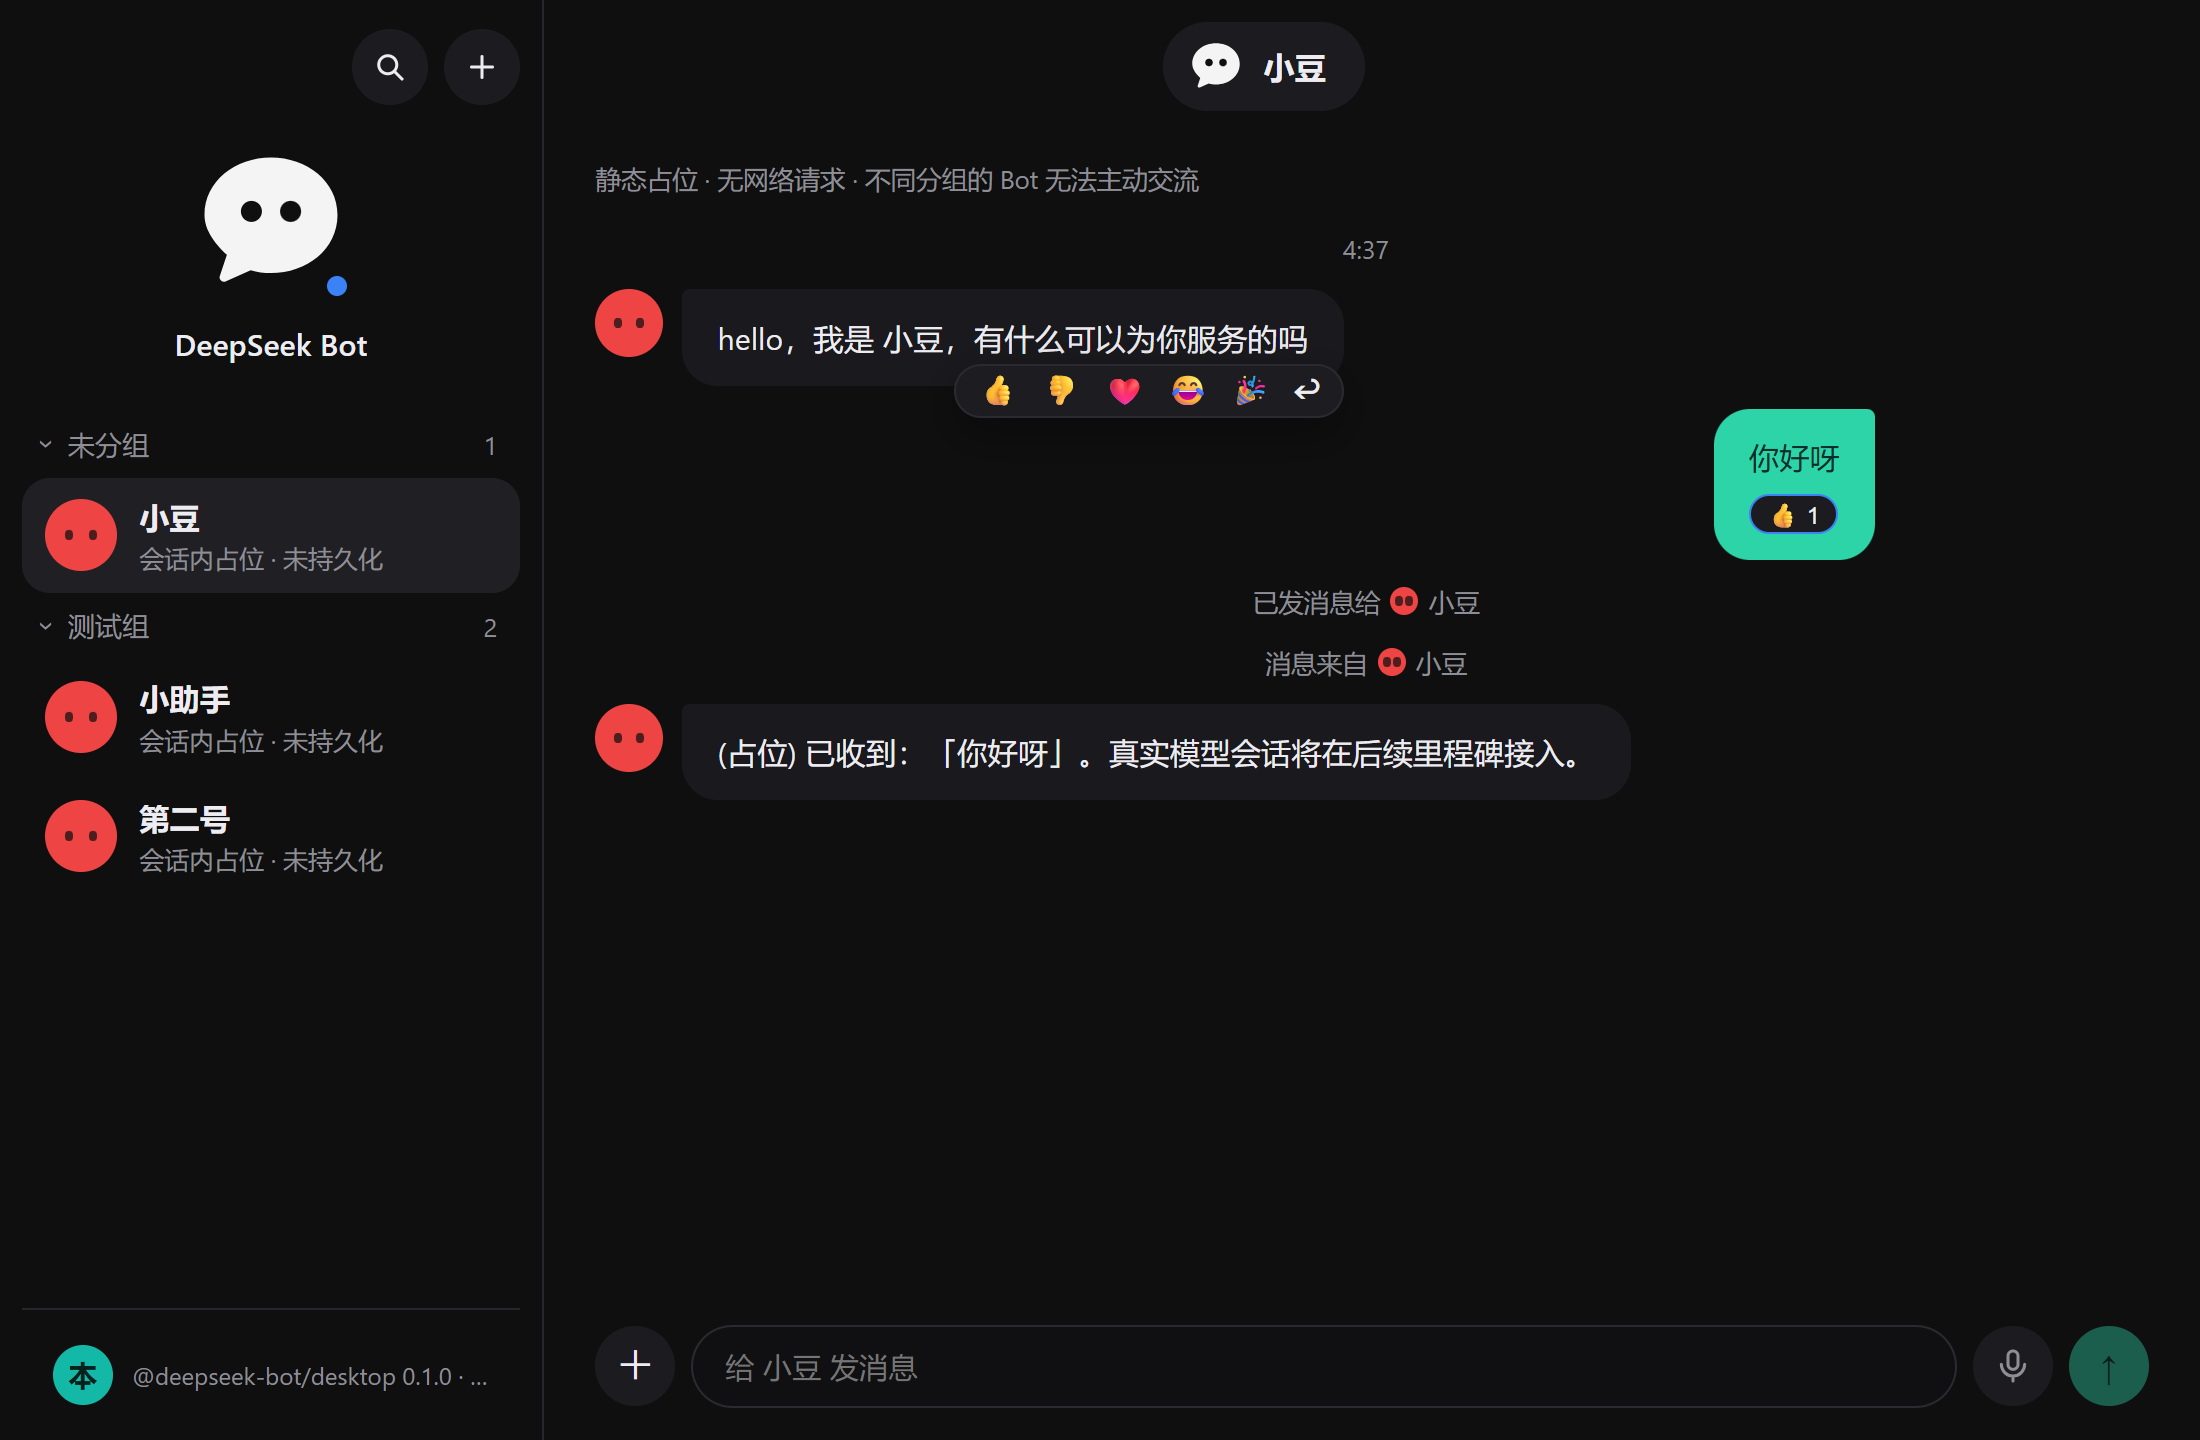 DeepSeek Bot
未分组 1
小豆
会话内占位 · 未持久化
测试组 2
小助手
会话内占位 · 未持久化
第二号
会话内占位 · 未持久化
本 @deepseek-bot/desktop 0.1.0 · ...
小豆
静态占位 · 无网络请求 · 不同分组的 Bot 无法主动交流
4:37
hello，我是 小豆，有什么可以为你服务的吗
你好呀
👍 1
已发消息给 小豆
消息来自 小豆
(占位) 已收到：「你好呀」。真实模型会话将在后续里程碑接入。
给 小豆 发消息